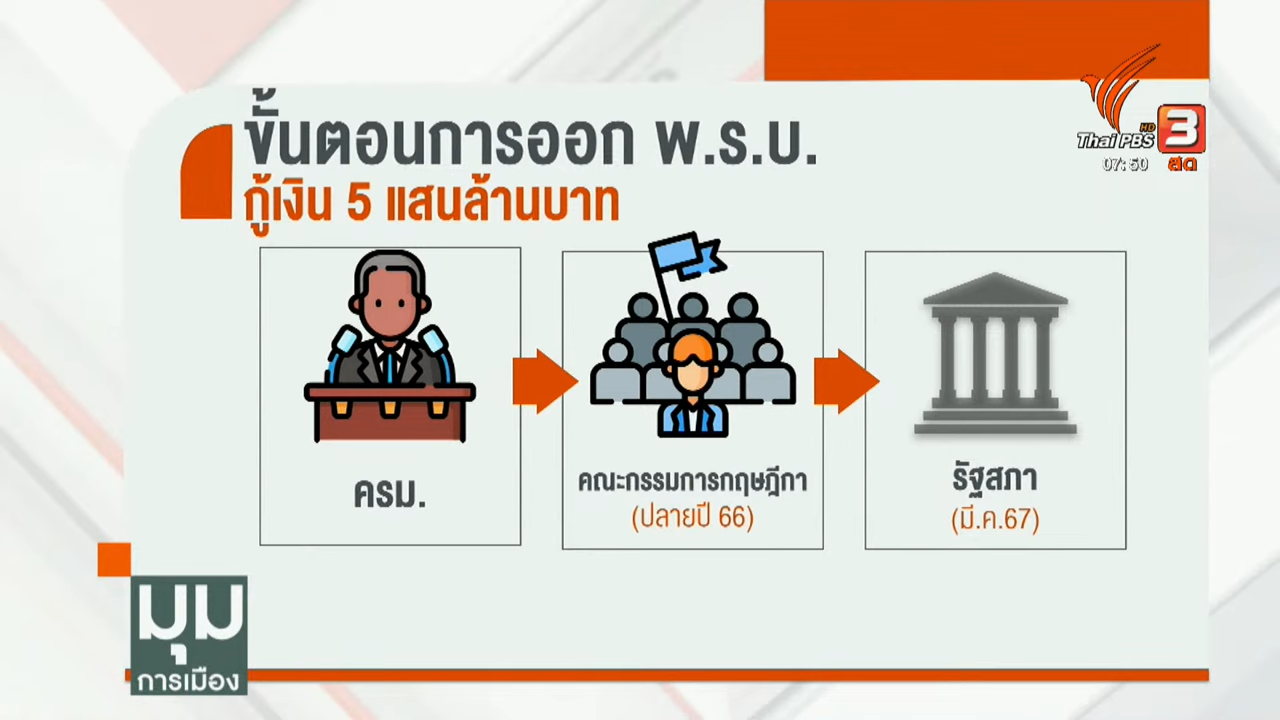 ขั้นตอนการออก พ.ร.บ.
กู้เงิน 5 แสนล้านบาท
Thai PBS HD 3
07:50 สด
ครม.
คณะกรรมการกฤษฎีกา
(ปลายปี 66)
รัฐสภา
(มี.ค.67)
มุม
การเมือง